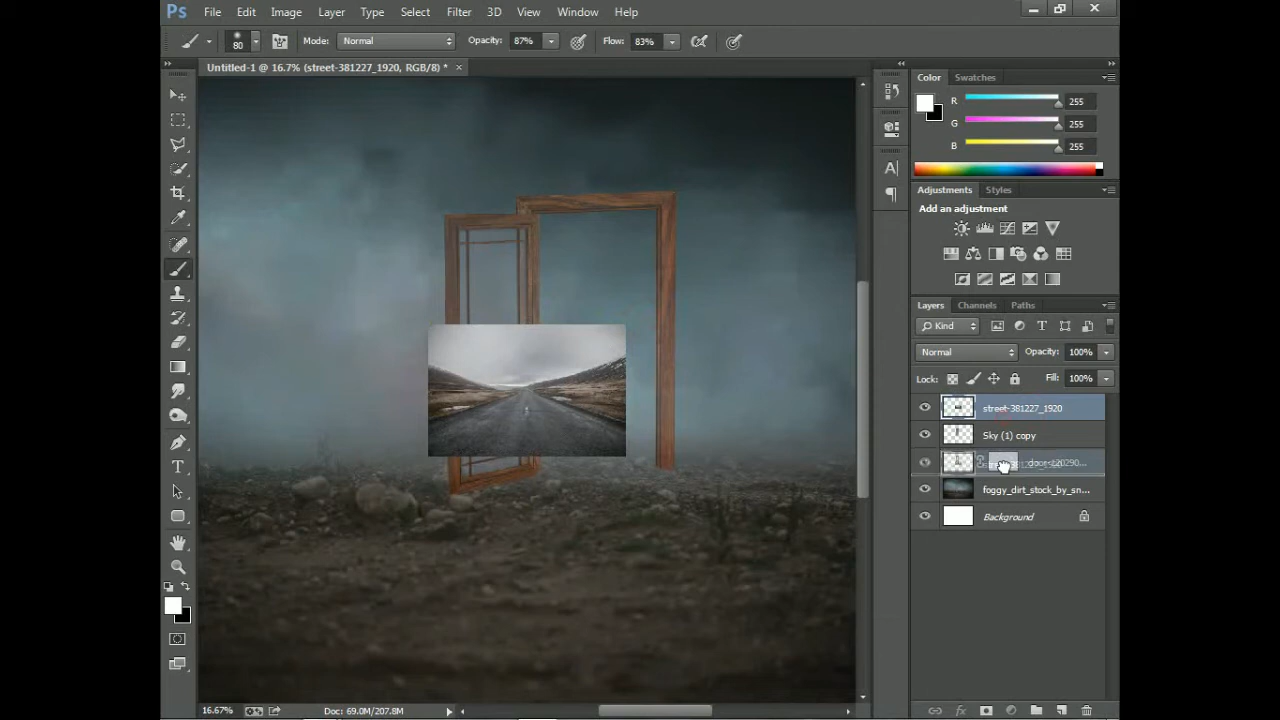 Ps File Edit Image Layer Type Select Filter 3D View Window Help
80 Mode: Normal Opacity: 87% Flow: 83%
Untitled-1 @ 16.7% (street-381227_1920, RGB/8) *
Color Swatches
R 255
G 255
B 255
Adjustments Styles
Add an adjustment
Layers Channels Paths
Kind
Normal Opacity: 100%
Lock: Fill: 100%
street-381227_1920
Sky (1) copy
foggy_dirt_stock_by_sn...
Background
16.67% Doc: 69.0M/207.8M